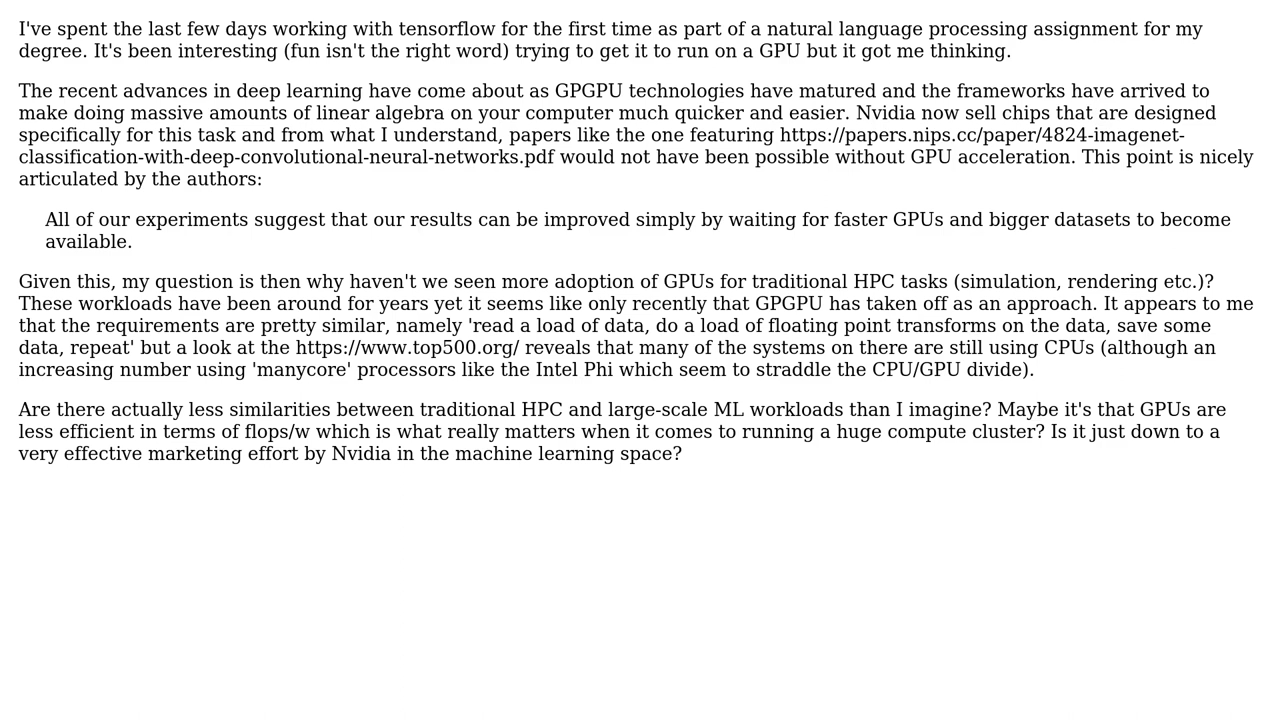 I've spent the last few days working with tensorflow for the first time as part of a natural language processing assignment for my
degree. It's been interesting (fun isn't the right word) trying to get it to run on a GPU but it got me thinking.
The recent advances in deep learning have come about as GPGPU technologies have matured and the frameworks have arrived to
make doing massive amounts of linear algebra on your computer much quicker and easier. Nvidia now sell chips that are designed
specifically for this task and from what I understand, papers like the one featuring https://papers.nips.cc/paper/4824-imagenet-
classification-with-deep-convolutional-neural-networks.pdf would not have been possible without GPU acceleration. This point is nicely
articulated by the authors:
All of our experiments suggest that our results can be improved simply by waiting for faster GPUs and bigger datasets to become
available.
Given this, my question is then why haven't we seen more adoption of GPUs for traditional HPC tasks (simulation, rendering etc.)?
These workloads have been around for years yet it seems like only recently that GPGPU has taken off as an approach. It appears to me
that the requirements are pretty similar, namely 'read a load of data, do a load of floating point transforms on the data, save some
data, repeat' but a look at the https://www.top500.org/ reveals that many of the systems on there are still using CPUs (although an
increasing number using 'manycore' processors like the Intel Phi which seem to straddle the CPU/GPU divide).
Are there actually less similarities between traditional HPC and large-scale ML workloads than I imagine? Maybe it's that GPUs are
less efficient in terms of flops/w which is what really matters when it comes to running a huge compute cluster? Is it just down to a
very effective marketing effort by Nvidia in the machine learning space?